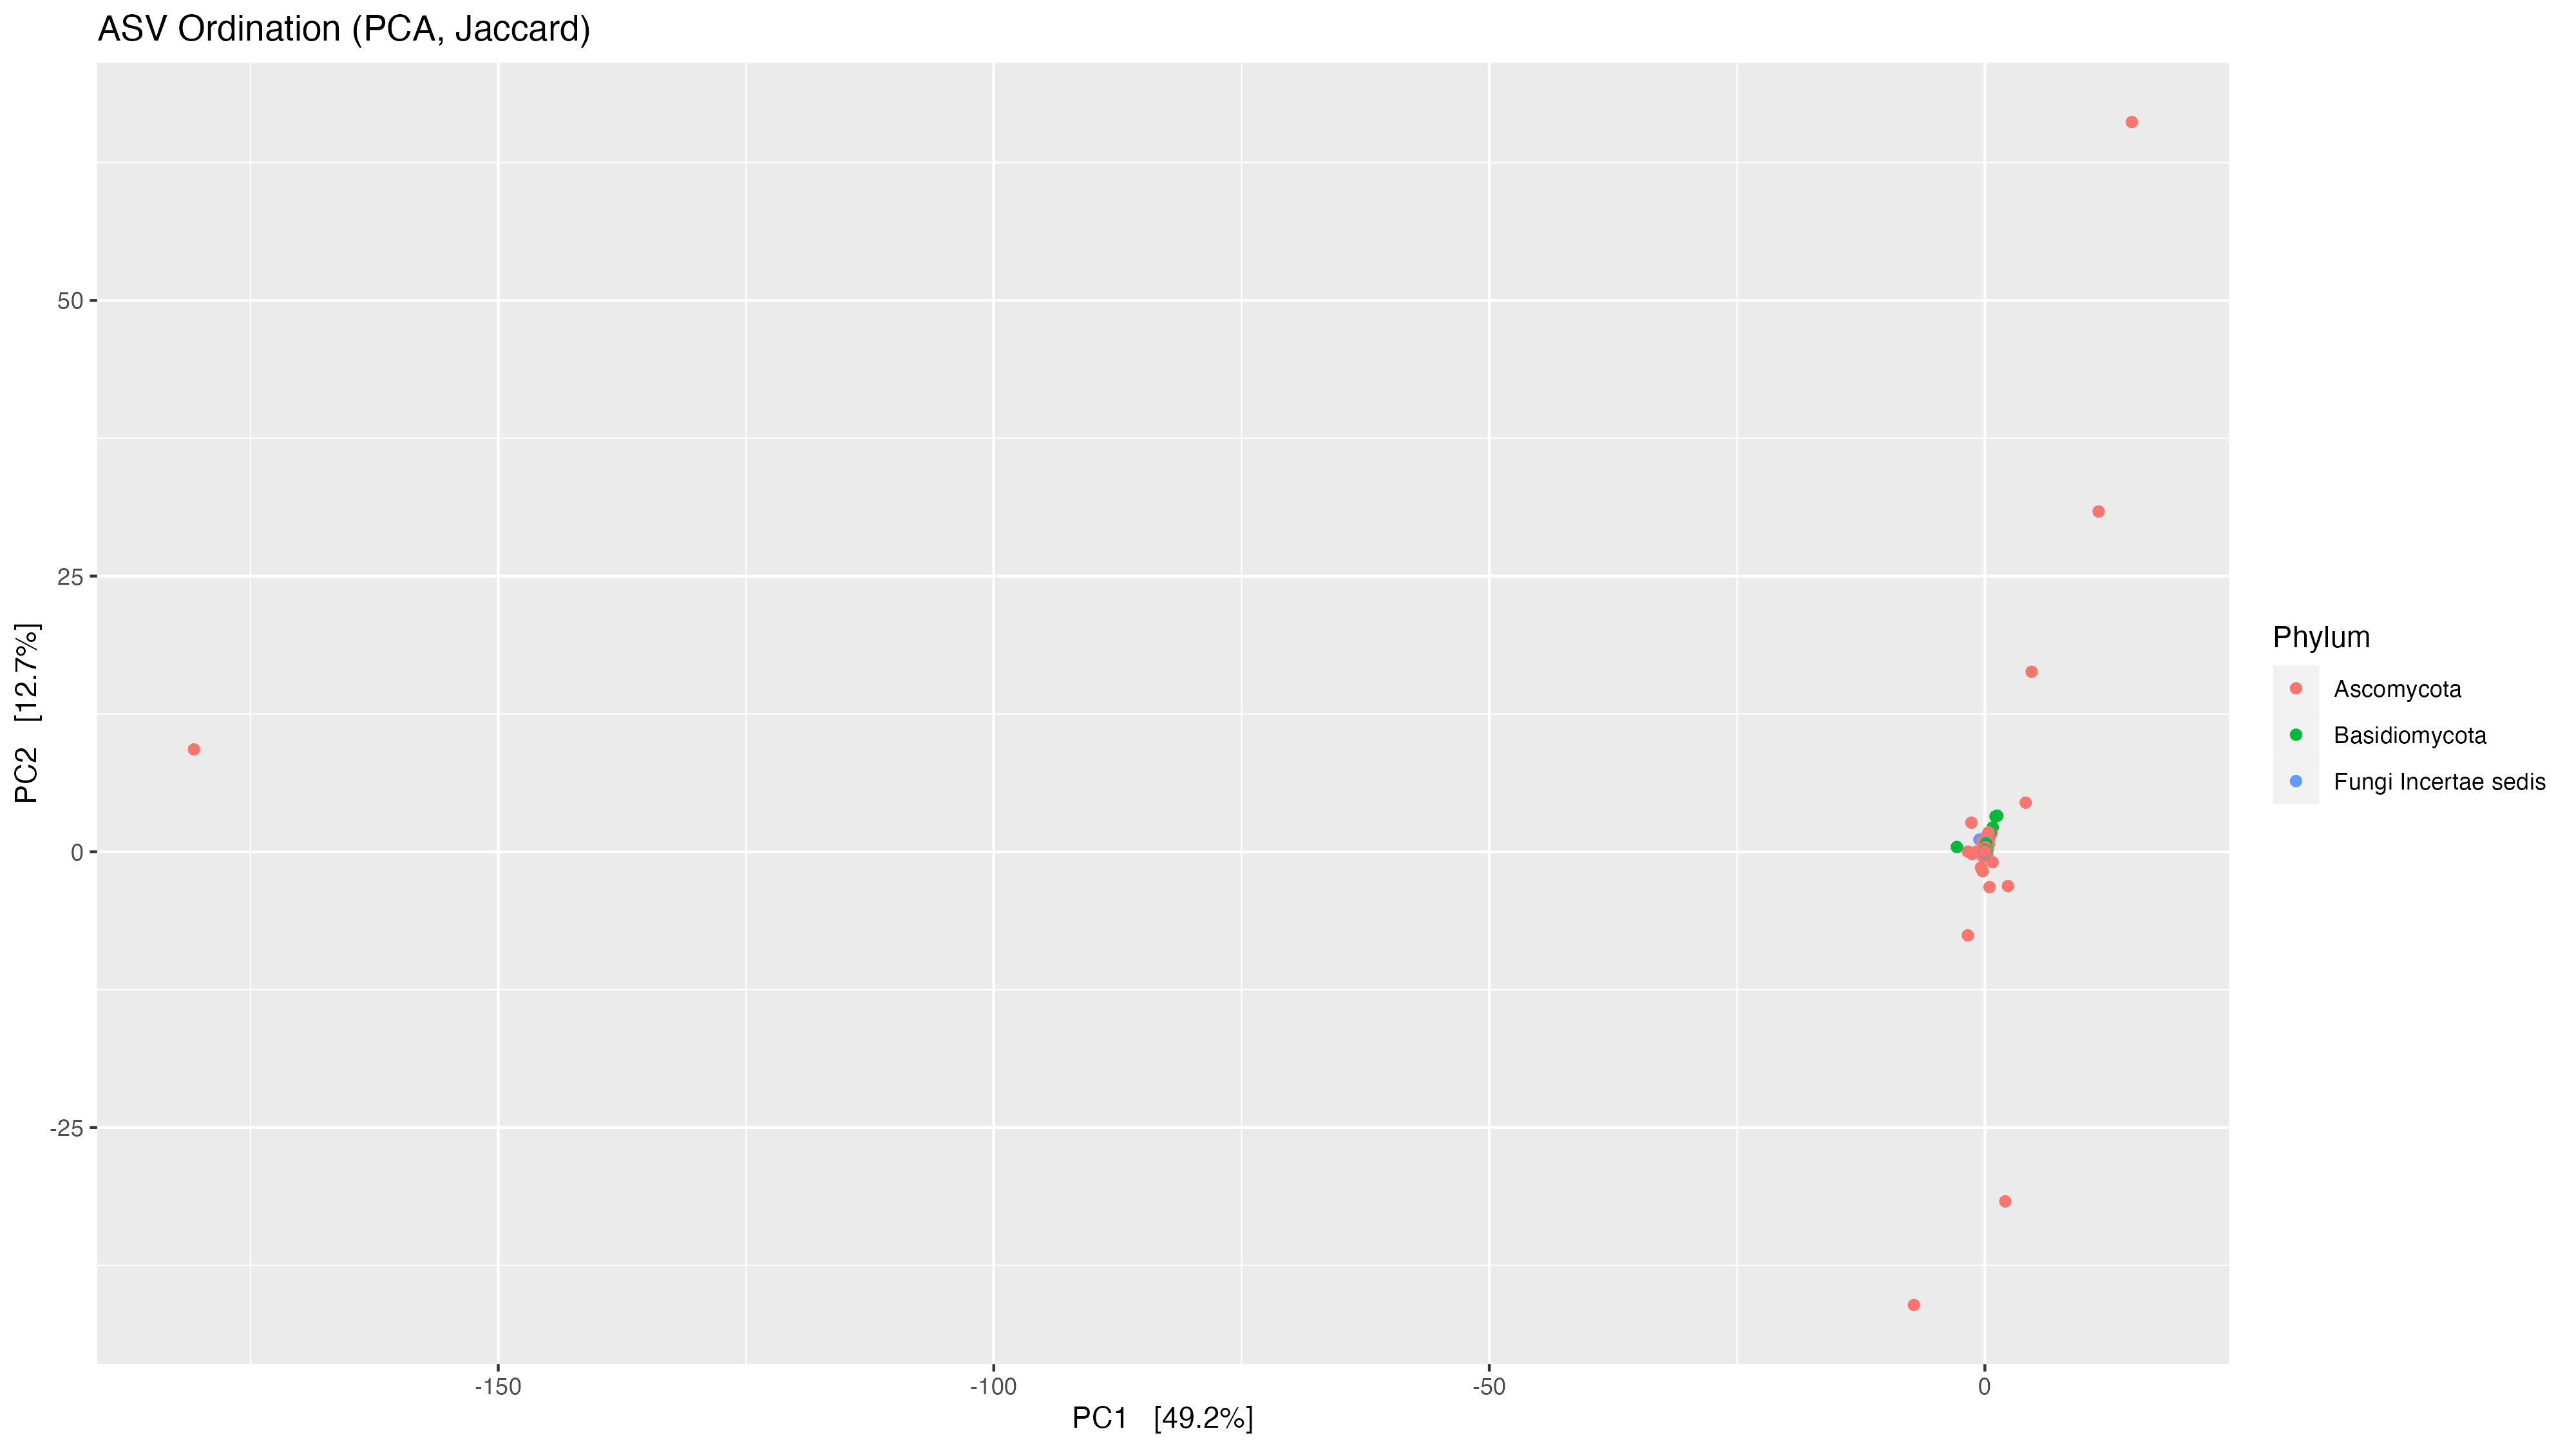 ASV Ordination (PCA, Jaccard)
50
25
0
-25
PC2 [12.7%]
-150
-100
-50
0
PC1 [49.2%]
Phylum
Ascomycota
Basidiomycota
Fungi Incertae sedis